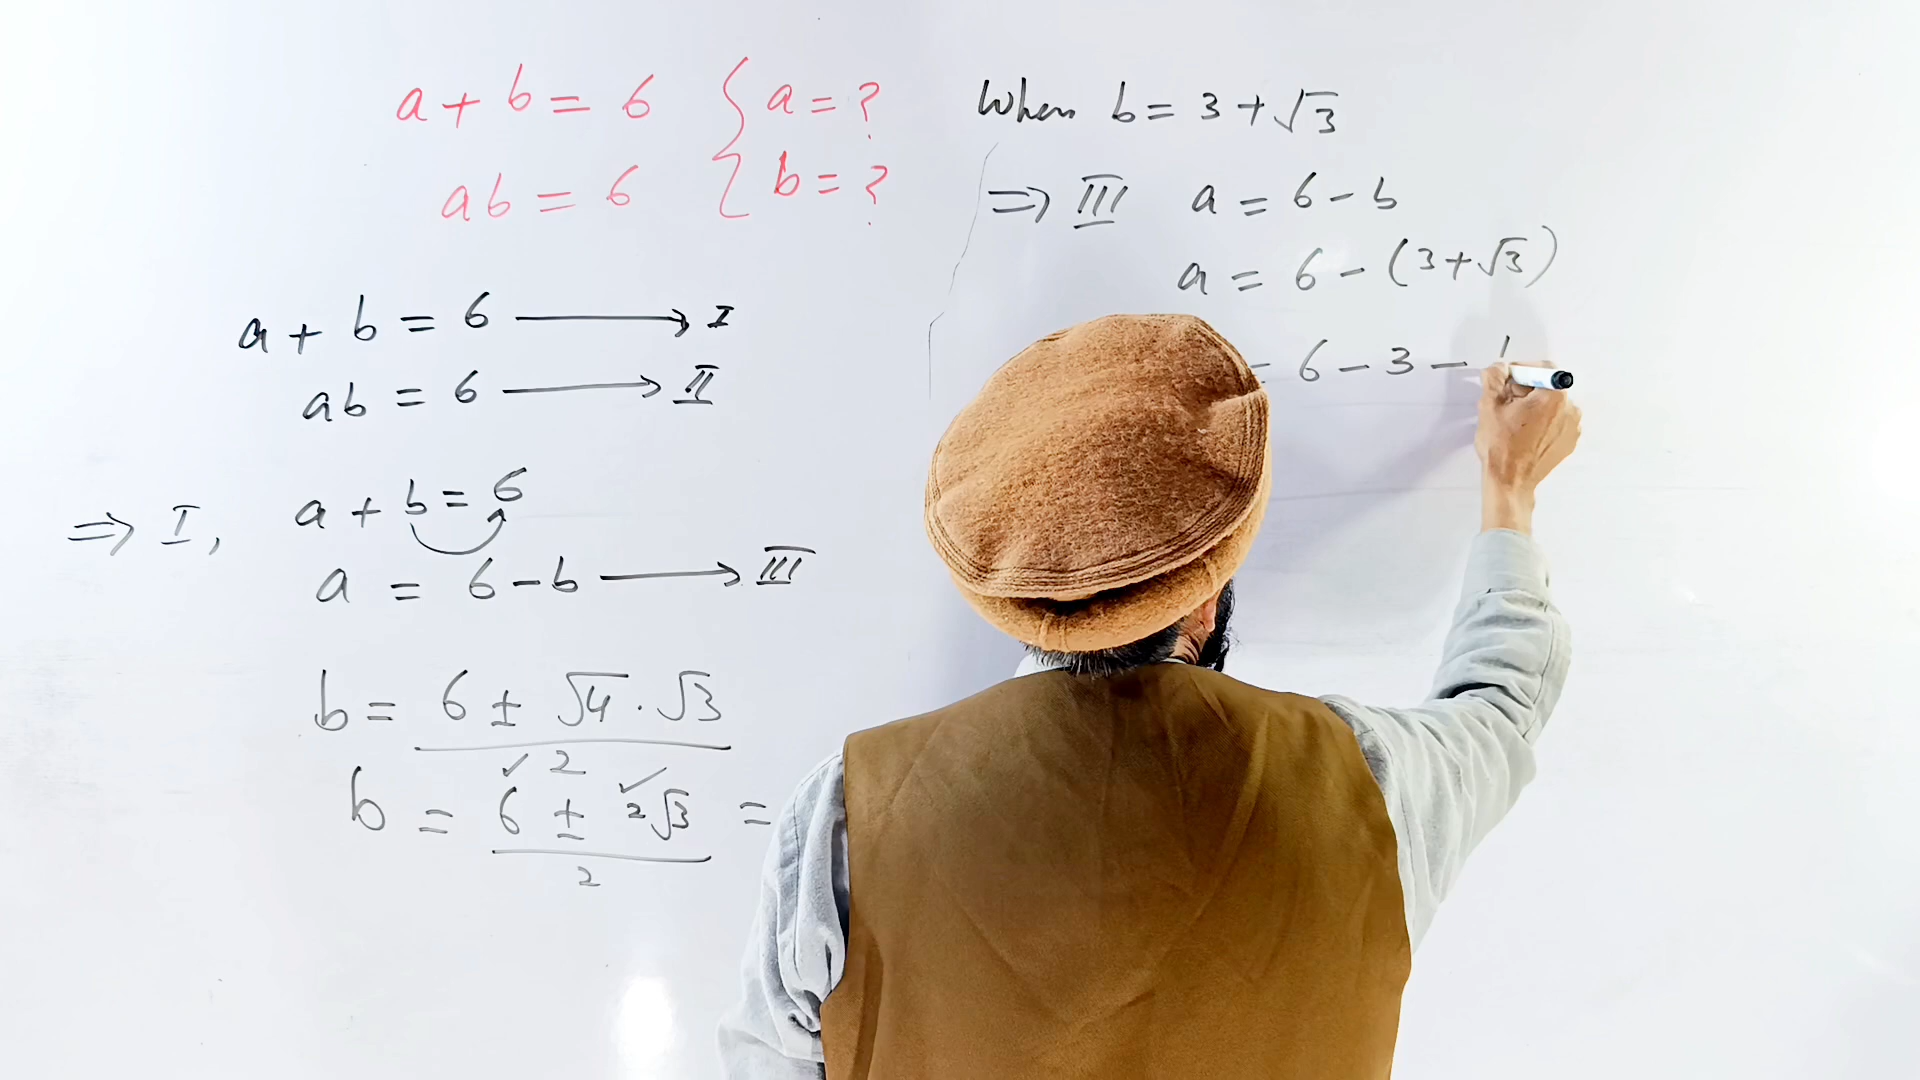 a + b = 6 { a = ?
ab = 6 { b = ?
a + b = 6 ⟶ I
ab = 6 ⟶ II
⇒ I, a + b = 6
a = 6 - b ⟶ III
b = 6 ± √4 · √3
2
b = 6 ± 2√3 =
2
When b = 3 + √3
⇒ III a = 6 - b
a = 6 - (3 + √3)
= 6 - 3 -